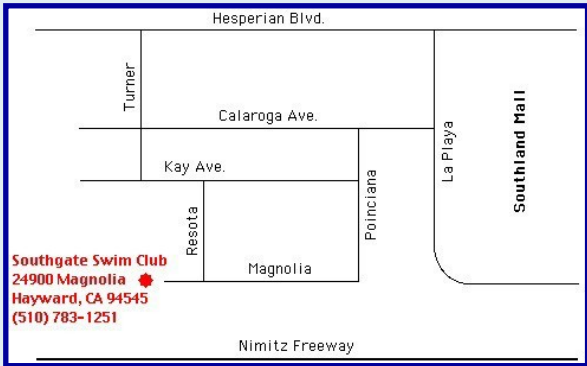 Hesperian Blvd.
Turner
Calaroga Ave.
La Playa
Southland Mall
Kay Ave.
Poinciana
Resota
Southgate Swim Club
24900 Magnolia
Hayward, CA 94545
(510) 783-1251
Magnolia
Nimitz Freeway